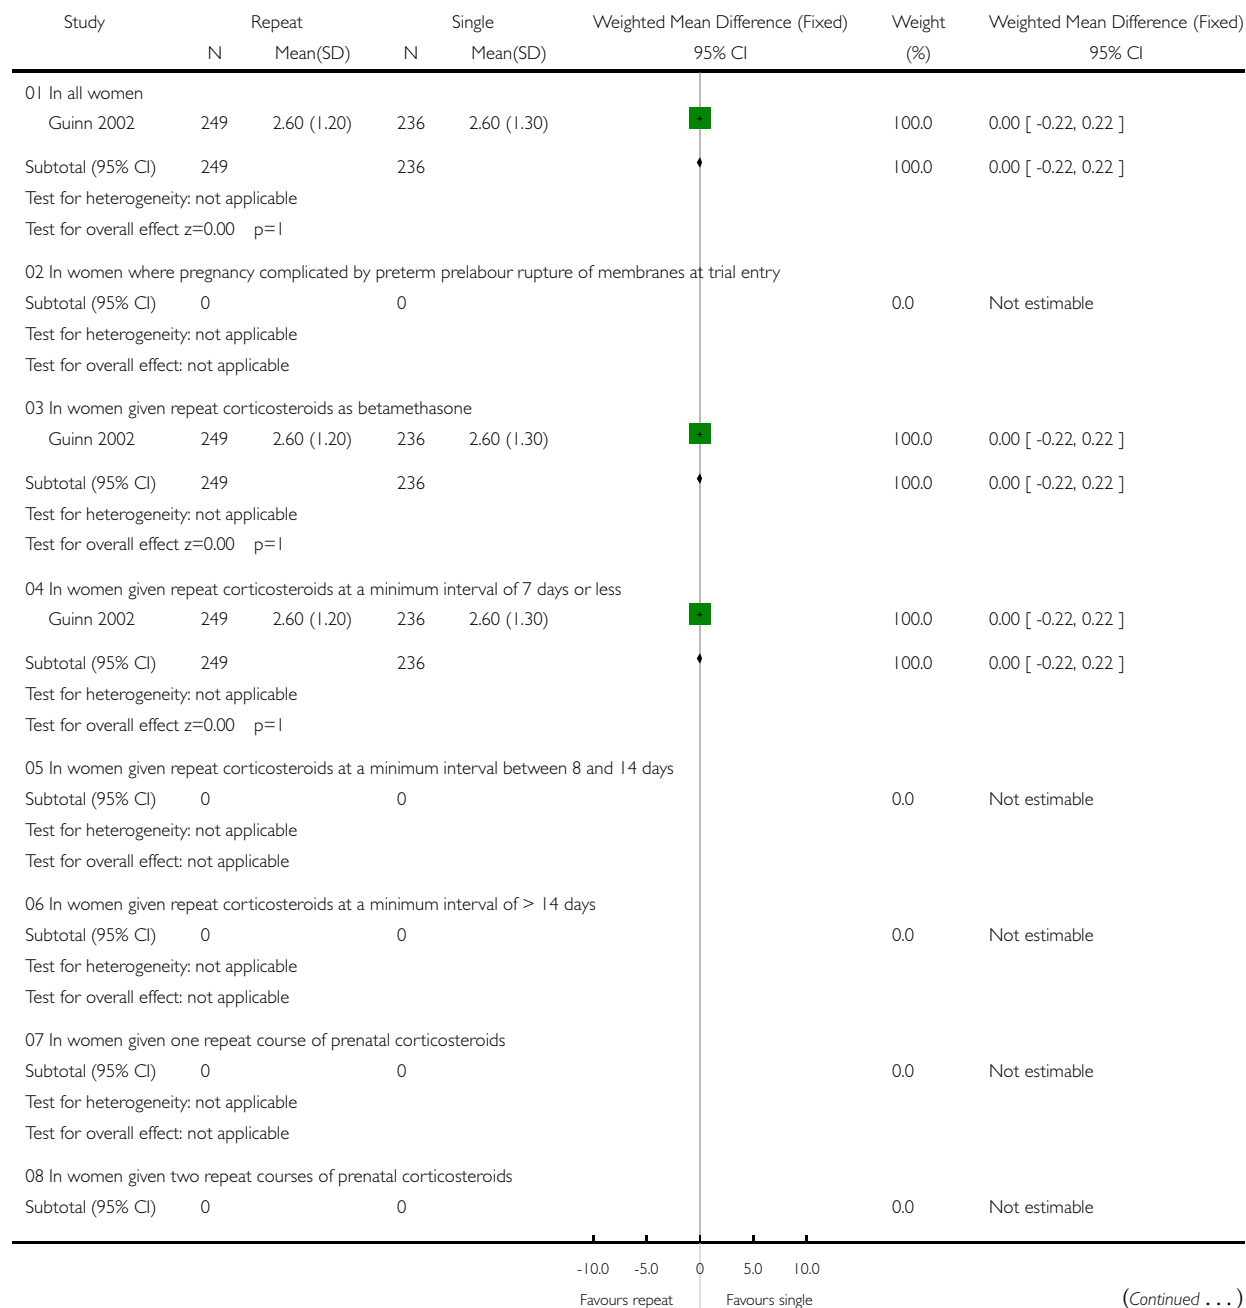 Study Repeat Single Weighted Mean Difference (Fixed) Weight Weighted Mean Difference (Fixed)
N Mean(SD) N Mean(SD) 95% CI (%) 95% CI
01 In all women
Guinn 2002 249 2.60 (1.20) 236 2.60 (1.30) 100.0 0.00 [ -0.22, 0.22 ]
Subtotal (95% CI) 249 236 100.0 0.00 [ -0.22, 0.22 ]
Test for heterogeneity: not applicable
Test for overall effect z=0.00 p=1
02 In women where pregnancy complicated by preterm prelabour rupture of membranes at trial entry
Subtotal (95% CI) 0 0 0.0 Not estimable
Test for heterogeneity: not applicable
Test for overall effect: not applicable
03 In women given repeat corticosteroids as betamethasone
Guinn 2002 249 2.60 (1.20) 236 2.60 (1.30) 100.0 0.00 [ -0.22, 0.22 ]
Subtotal (95% CI) 249 236 100.0 0.00 [ -0.22, 0.22 ]
Test for heterogeneity: not applicable
Test for overall effect z=0.00 p=1
04 In women given repeat corticosteroids at a minimum interval of 7 days or less
Guinn 2002 249 2.60 (1.20) 236 2.60 (1.30) 100.0 0.00 [ -0.22, 0.22 ]
Subtotal (95% CI) 249 236 100.0 0.00 [ -0.22, 0.22 ]
Test for heterogeneity: not applicable
Test for overall effect z=0.00 p=1
05 In women given repeat corticosteroids at a minimum interval between 8 and 14 days
Subtotal (95% CI) 0 0 0.0 Not estimable
Test for heterogeneity: not applicable
Test for overall effect: not applicable
06 In women given repeat corticosteroids at a minimum interval of > 14 days
Subtotal (95% CI) 0 0 0.0 Not estimable
Test for heterogeneity: not applicable
Test for overall effect: not applicable
07 In women given one repeat course of prenatal corticosteroids
Subtotal (95% CI) 0 0 0.0 Not estimable
Test for heterogeneity: not applicable
Test for overall effect: not applicable
08 In women given two repeat courses of prenatal corticosteroids
Subtotal (95% CI) 0 0 0.0 Not estimable
-10.0 -5.0 0 5.0 10.0
Favours repeat Favours single (Continued . . . )